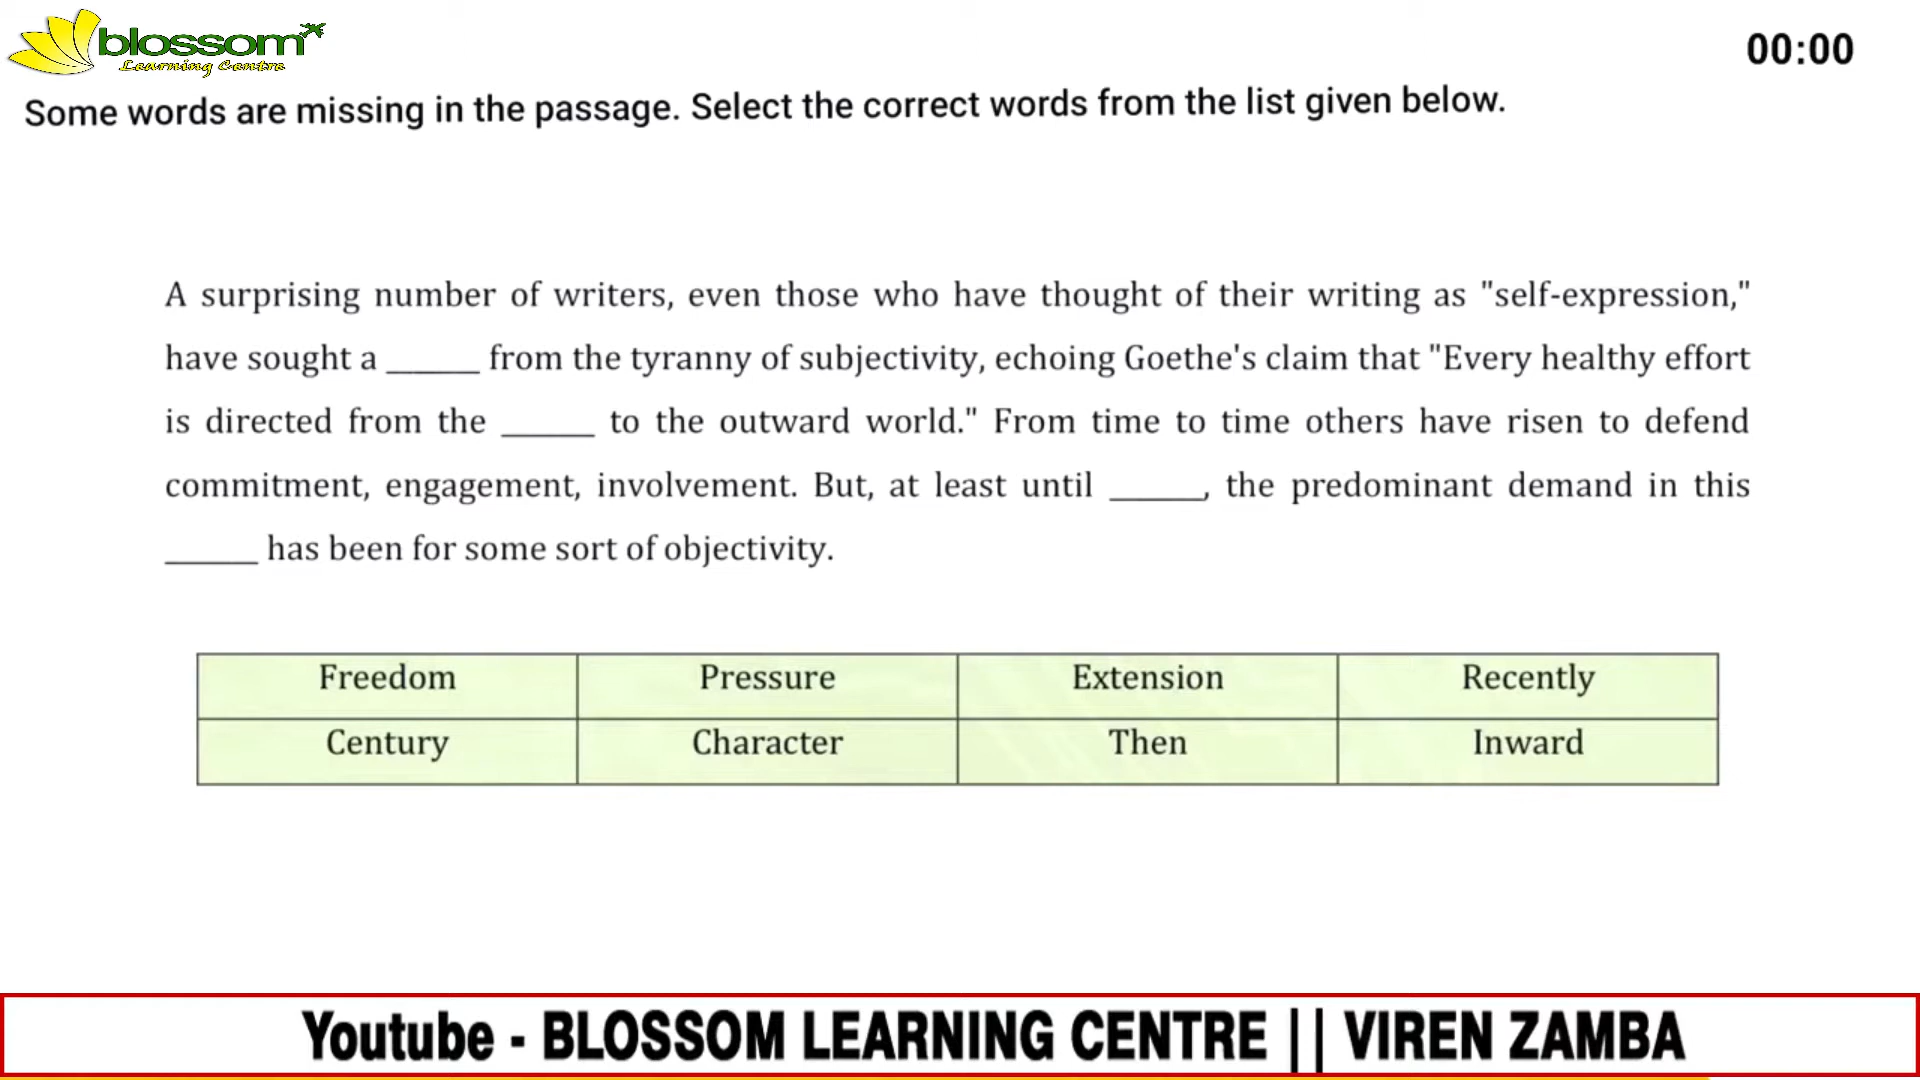 blossom
Learning Centre
00:00
Some words are missing in the passage. Select the correct words from the list given below.
A surprising number of writers, even those who have thought of their writing as "self-expression,"
have sought a ______ from the tyranny of subjectivity, echoing Goethe's claim that "Every healthy effort
is directed from the ______ to the outward world." From time to time others have risen to defend
commitment, engagement, involvement. But, at least until ______, the predominant demand in this
______ has been for some sort of objectivity.
Freedom Pressure Extension Recently
Century Character Then Inward
Youtube - BLOSSOM LEARNING CENTRE || VIREN ZAMBA